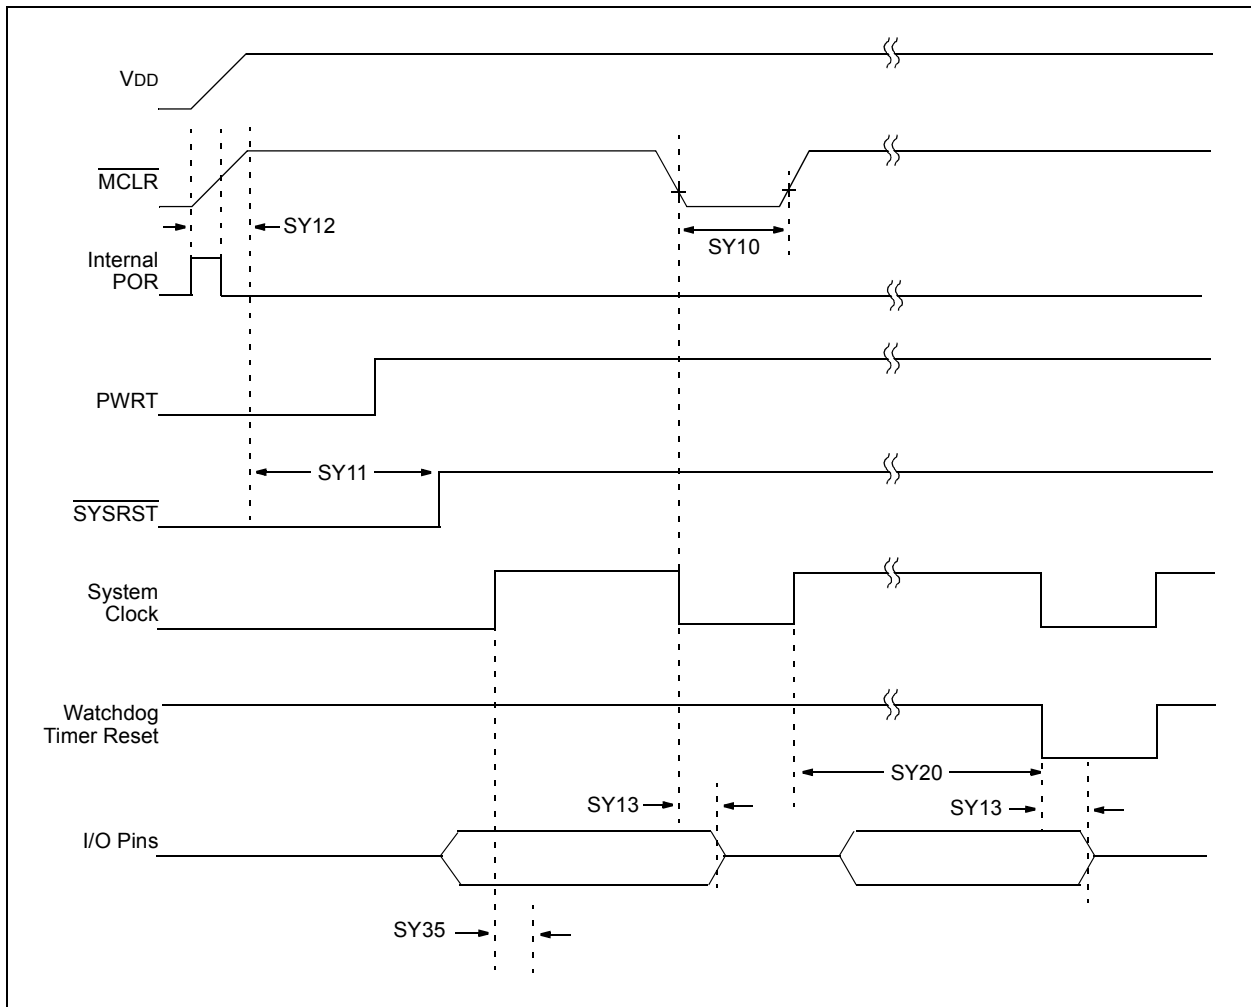 VDD
MCLR
SY12
SY10
Internal
POR
PWRT
SY11
SYSRST
System
Clock
Watchdog
Timer Reset
SY20
SY13
SY13
I/O Pins
SY35